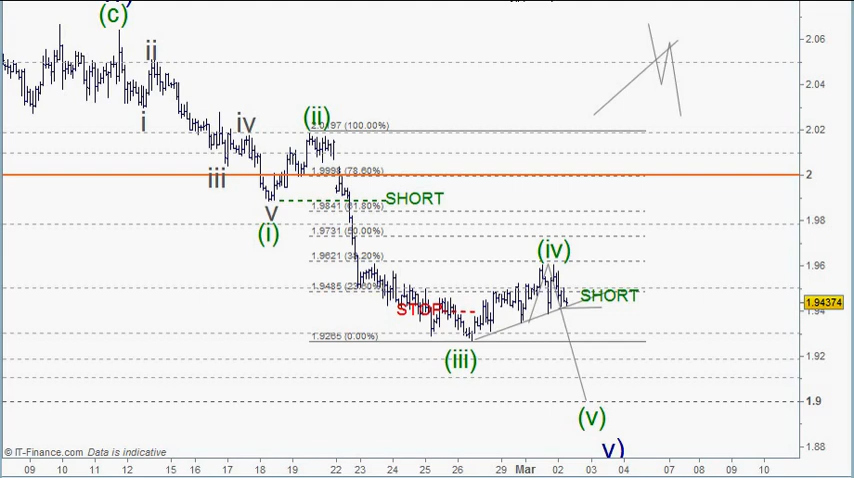 (c)
ii
i
iv
iii
v
(i)
(ii)
2.0197 (100.00%)
1.9998 (78.60%)
SHORT
1.9841 (61.80%)
1.9731 (50.00%)
1.9621 (38.20%)
1.9485 (23.60%)
STOP
1.9265 (0.00%)
(iii)
(iv)
SHORT
(v)
v)
2.06
2.04
2.02
2
1.98
1.96
1.94374
1.94
1.92
1.9
1.88
© IT-Finance.com Data is indicative
09 10 11 12 15 16 17 18 19 22 23 24 25 26 29 Mar 02 03 04 07 08 09 10